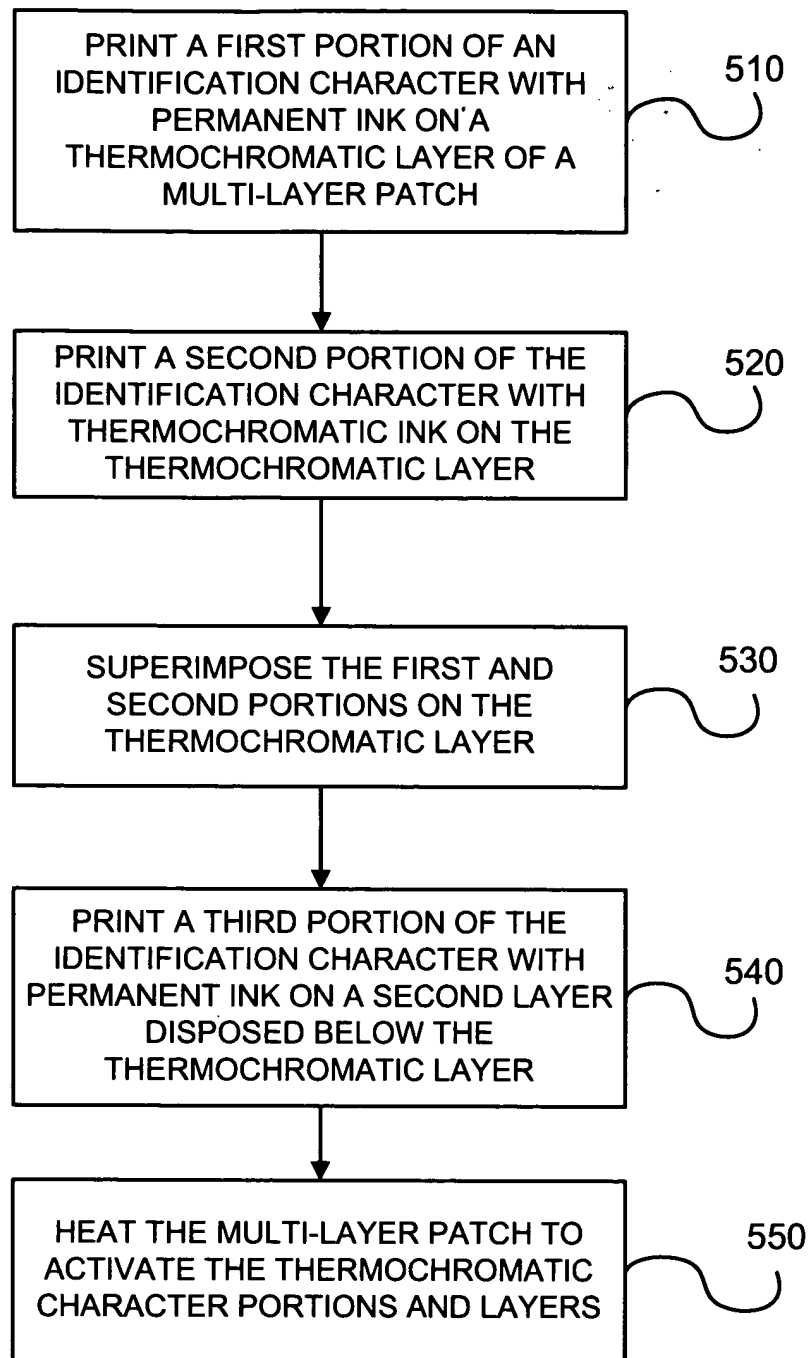 PRINT A FIRST PORTION OF AN
IDENTIFICATION CHARACTER WITH
PERMANENT INK ON A
THERMOCHROMATIC LAYER OF A
MULTI-LAYER PATCH
510
PRINT A SECOND PORTION OF THE
IDENTIFICATION CHARACTER WITH
THERMOCHROMATIC INK ON THE
THERMOCHROMATIC LAYER
520
SUPERIMPOSE THE FIRST AND
SECOND PORTIONS ON THE
THERMOCHROMATIC LAYER
530
PRINT A THIRD PORTION OF THE
IDENTIFICATION CHARACTER WITH
PERMANENT INK ON A SECOND LAYER
DISPOSED BELOW THE
THERMOCHROMATIC LAYER
540
HEAT THE MULTI-LAYER PATCH TO
ACTIVATE THE THERMOCHROMATIC
CHARACTER PORTIONS AND LAYERS
550